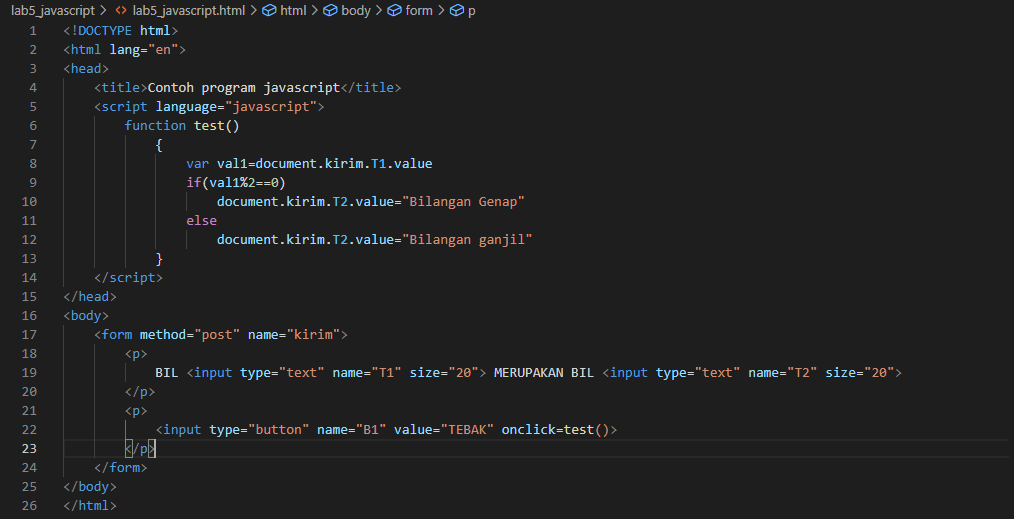 lab5_javascript > <> lab5_javascript.html > html > body > form > p
1 <!DOCTYPE html>
2 <html lang="en">
3 <head>
4     <title>Contoh program javascript</title>
5     <script language="javascript">
6         function test()
7             {
8                 var val1=document.kirim.T1.value
9                 if(val1%2==0)
10                     document.kirim.T2.value="Bilangan Genap"
11                 else
12                     document.kirim.T2.value="Bilangan ganjil"
13             }
14     </script>
15 </head>
16 <body>
17     <form method="post" name="kirim">
18         <p>
19             BIL <input type="text" name="T1" size="20"> MERUPAKAN BIL <input type="text" name="T2" size="20">
20         </p>
21         <p>
22             <input type="button" name="B1" value="TEBAK" onclick=test()>
23         </p>
24     </form>
25 </body>
26 </html>